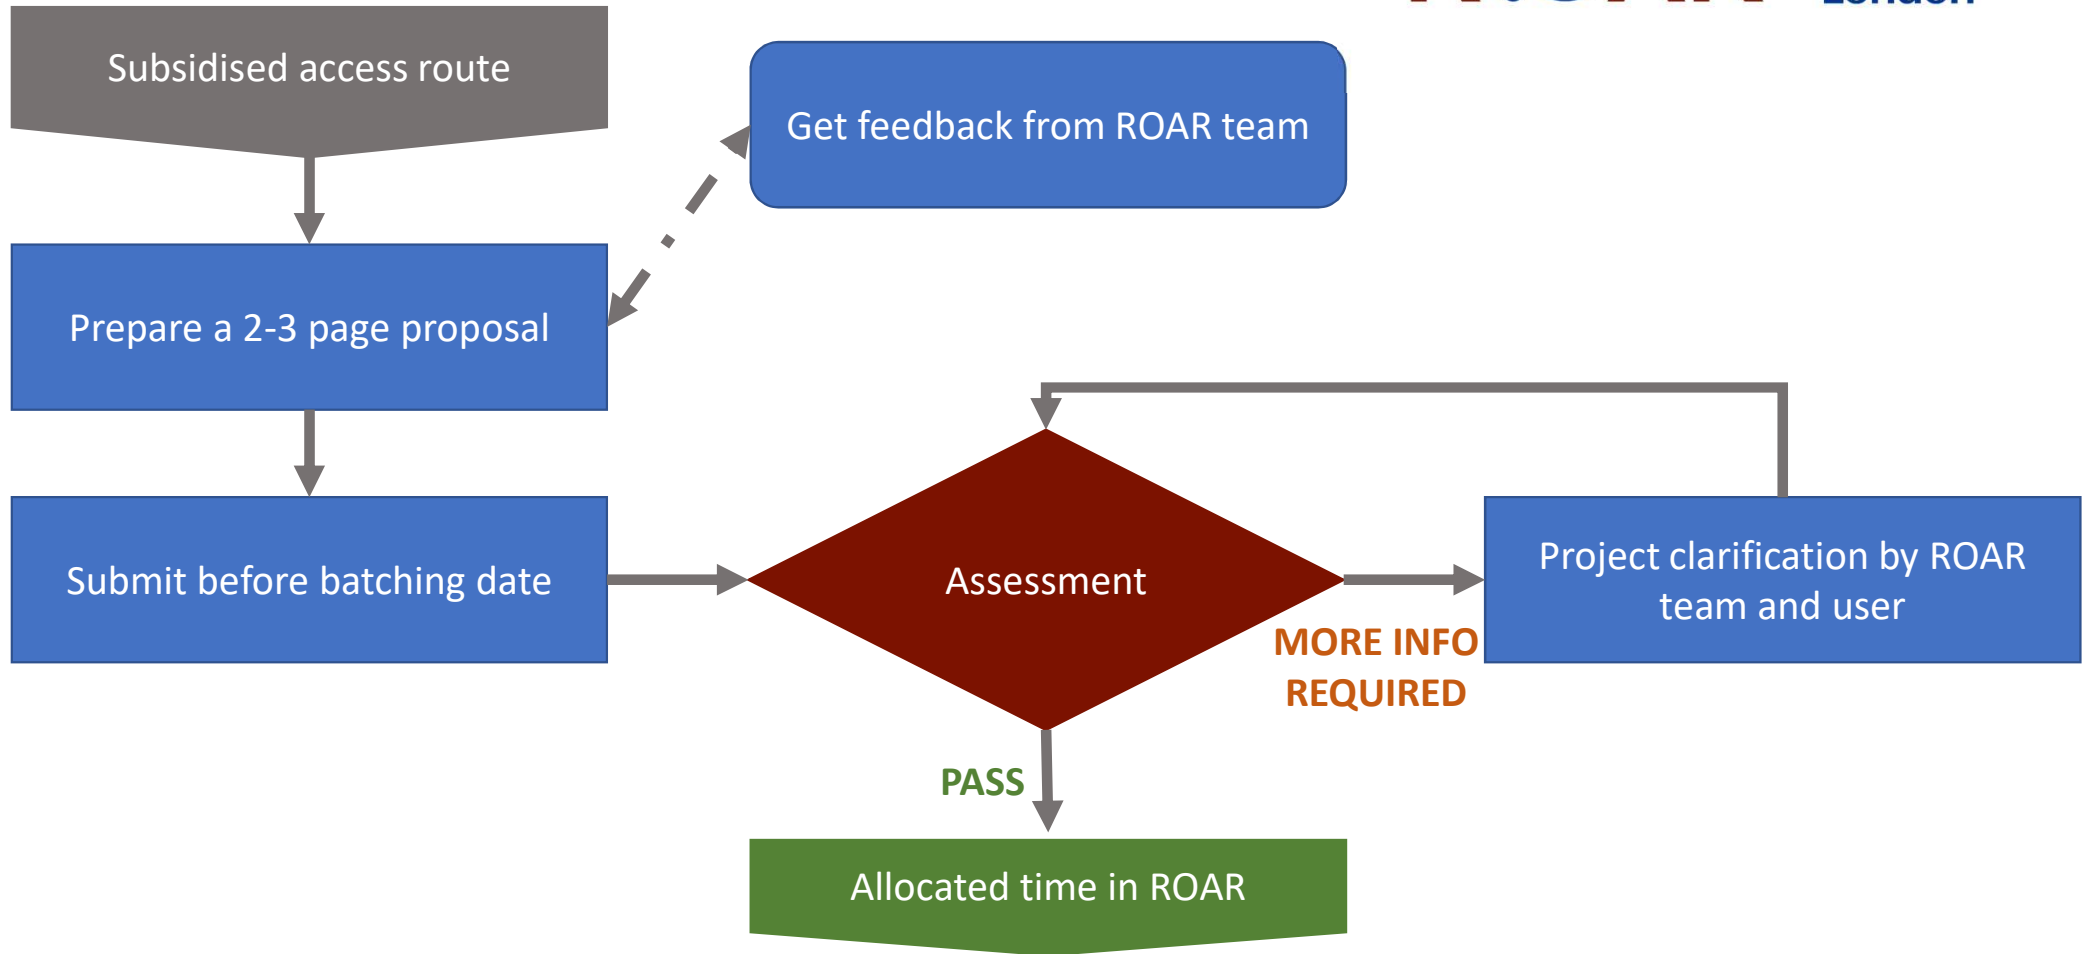 Subsidised access route
Get feedback from ROAR team
Prepare a 2-3 page proposal
Submit before batching date
Assessment
Project clarification by ROAR
team and user
MORE INFO
REQUIRED
PASS
Allocated time in ROAR